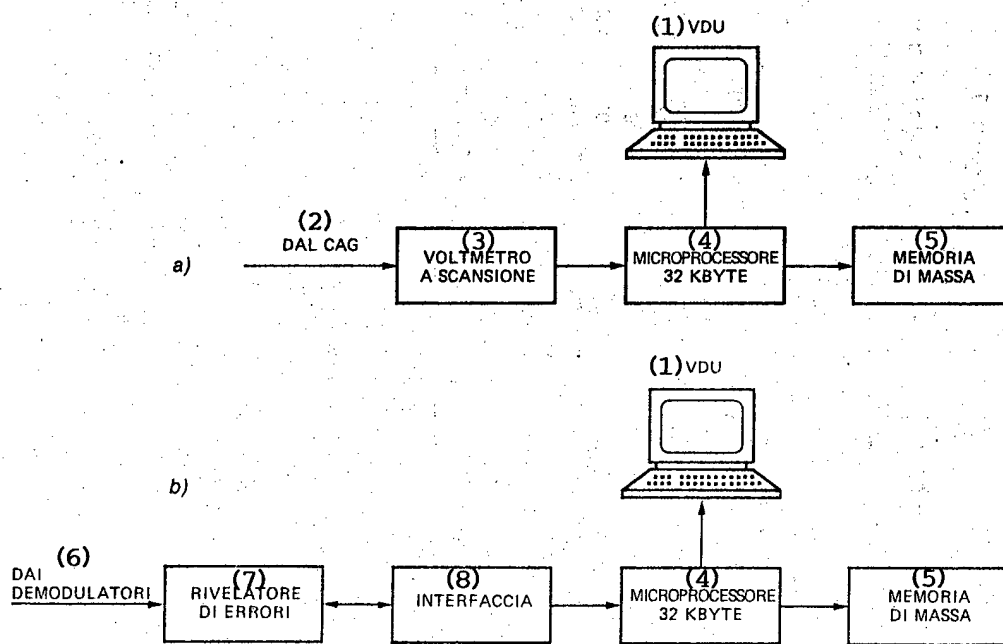 (1) VDU
(2)
DAL CAG
a)
(3)
VOLTMETRO
A SCANSIONE
(4)
MICROPROCESSORE
32 KBYTE
(5)
MEMORIA
DI MASSA
(1) VDU
b)
(6)
DAI
DEMODULATORI
(7)
RIVELATORE
DI ERRORI
(8)
INTERFACCIA
(4)
MICROPROCESSORE
32 KBYTE
(5)
MEMORIA
DI MASSA